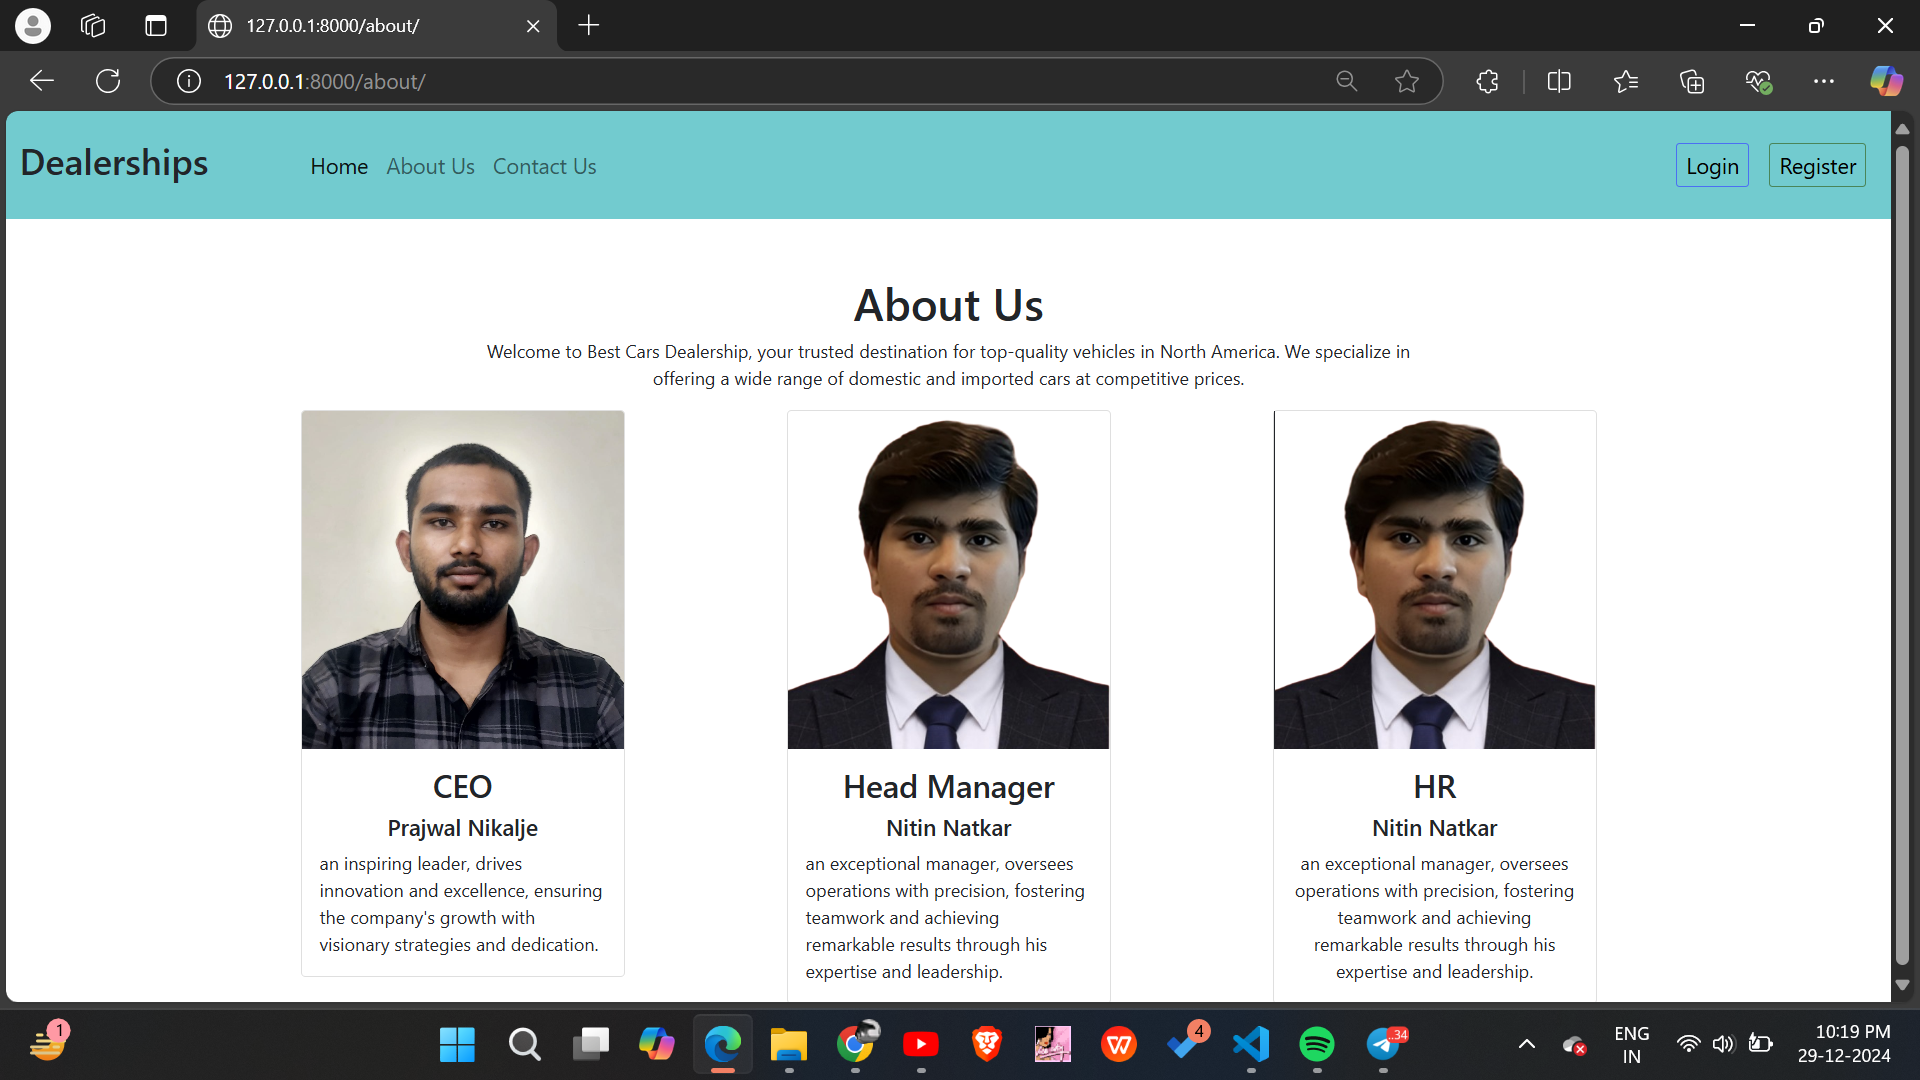 127.0.0.1:8000/about/
127.0.0.1:8000/about/
Dealerships
Home About Us Contact Us
Login Register
About Us
Welcome to Best Cars Dealership, your trusted destination for top-quality vehicles in North America. We specialize in
offering a wide range of domestic and imported cars at competitive prices.
CEO
Prajwal Nikalje
an inspiring leader, drives
innovation and excellence, ensuring
the company's growth with
visionary strategies and dedication.
Head Manager
Nitin Natkar
an exceptional manager, oversees
operations with precision, fostering
teamwork and achieving
remarkable results through his
expertise and leadership.
HR
Nitin Natkar
an exceptional manager, oversees
operations with precision, fostering
teamwork and achieving
remarkable results through his
expertise and leadership.
1
4
..34
ENG
IN
10:19 PM
29-12-2024